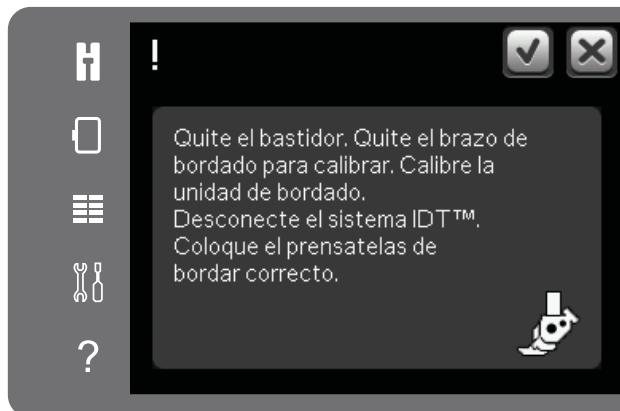 !
Quite el bastidor. Quite el brazo de
bordado para calibrar. Calibre la
unidad de bordado.
Desconecte el sistema IDT™.
Coloque el prensatelas de
bordar correcto.
?